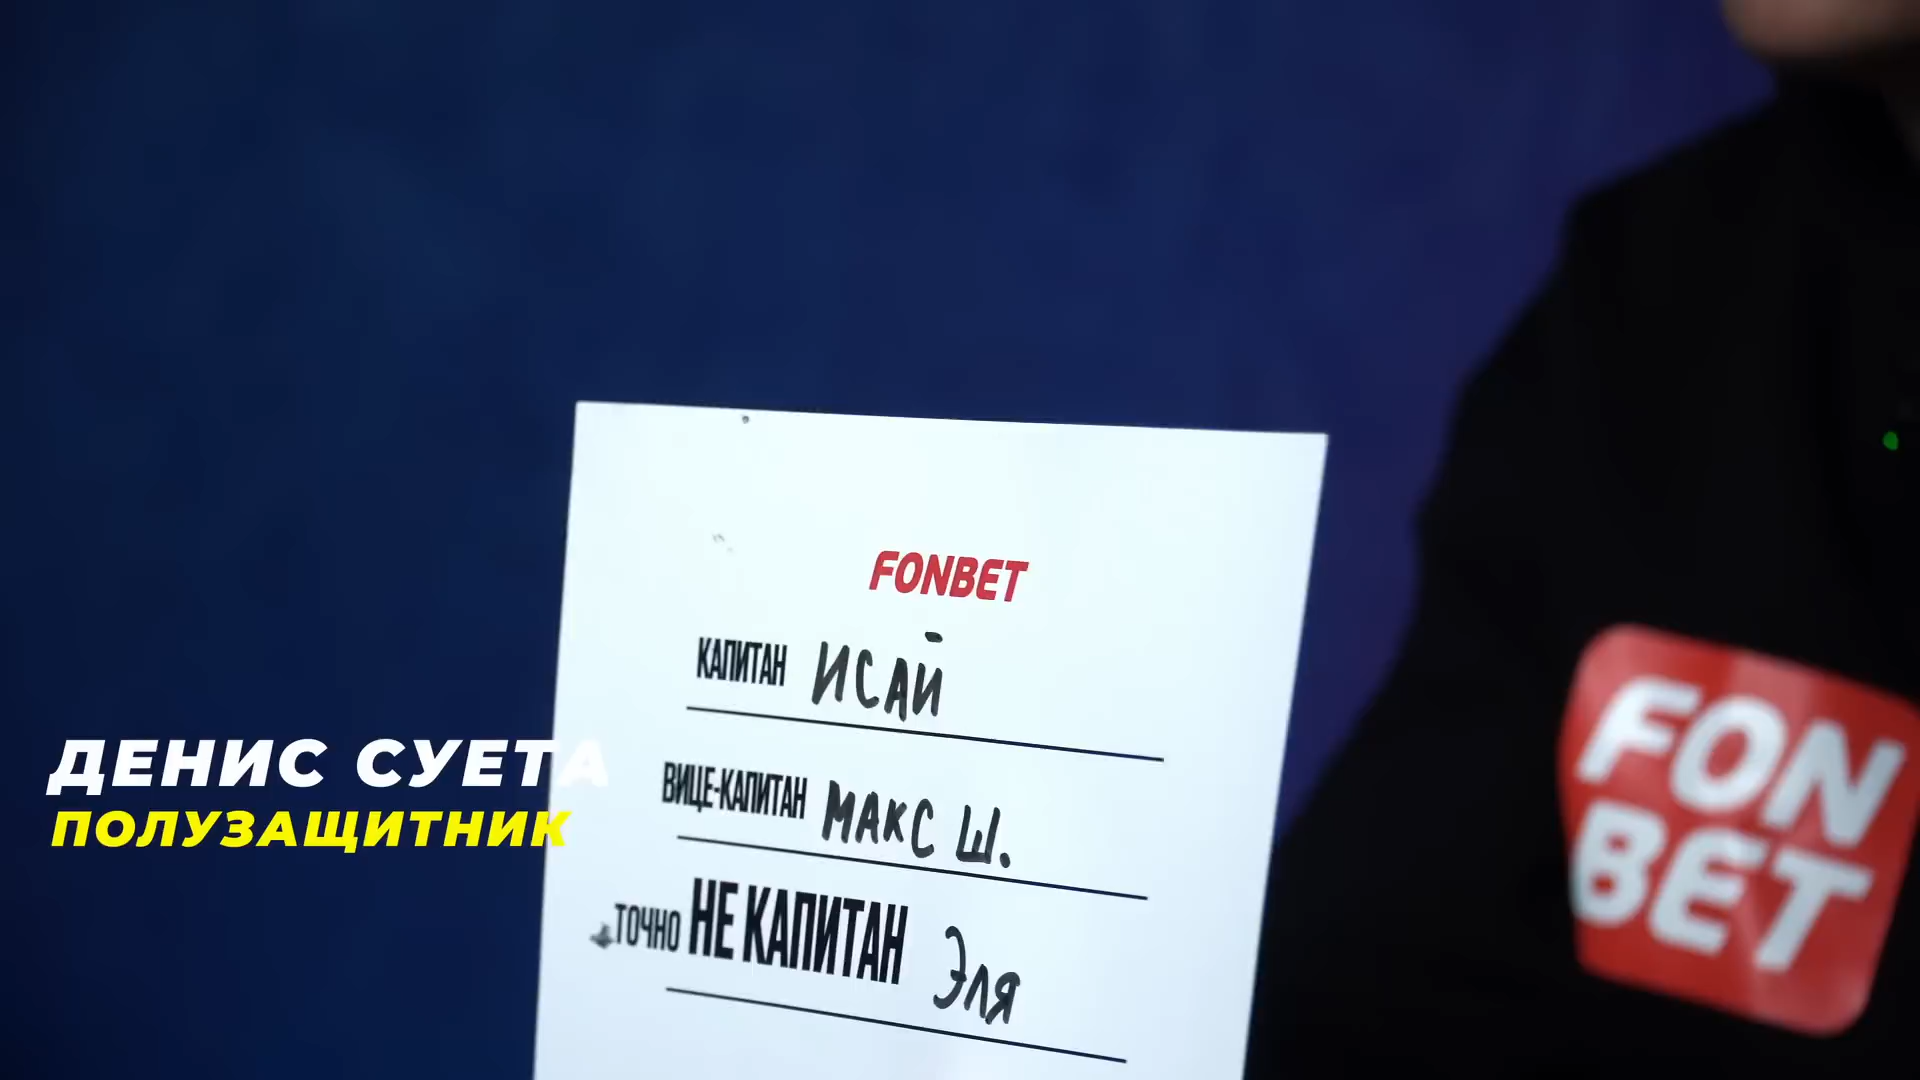 FONBET
КАПИТАН ИСАЙ
ВИЦЕ-КАПИТАН МАКС Ш.
ТОЧНО НЕ КАПИТАН ЭЛЯ
ДЕНИС СУЕТА
ПОЛУЗАЩИТНИК
FON
BET